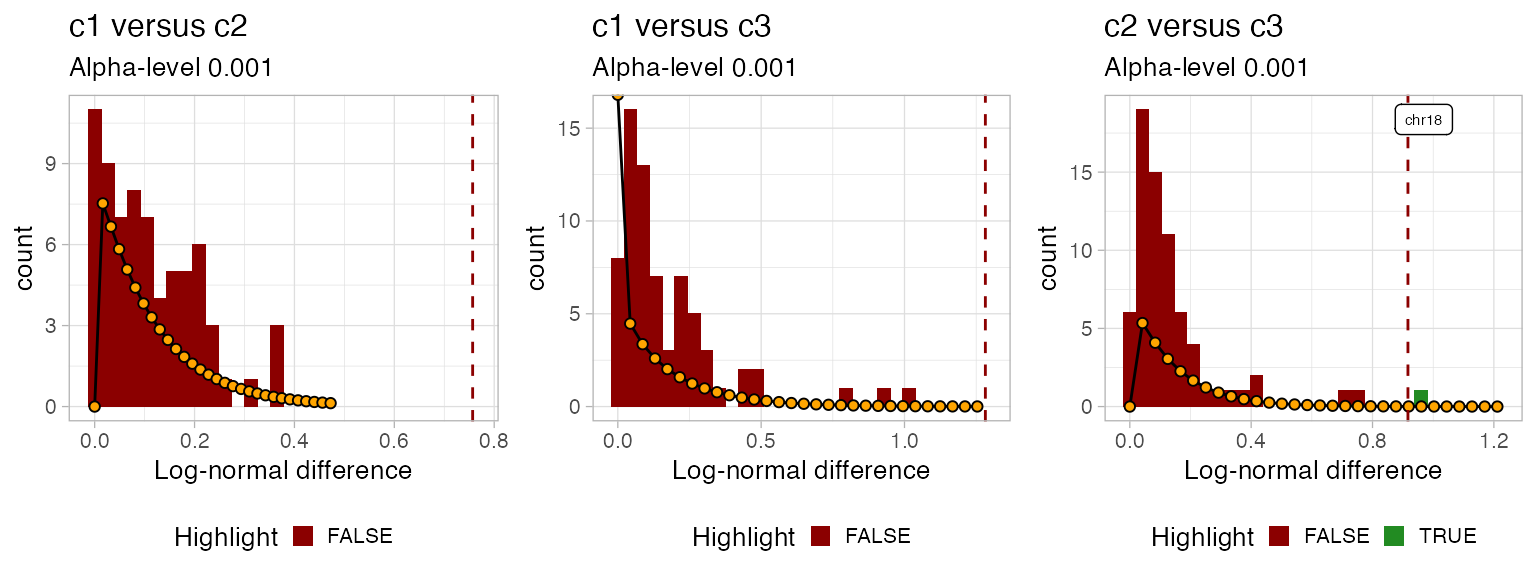 c1 versus c2
Alpha-level 0.001
count
9
6
3
0
0.0 0.2 0.4 0.6 0.8
Log-normal difference
Highlight FALSE
c1 versus c3
Alpha-level 0.001
count
15
10
5
0
0.0 0.5 1.0
Log-normal difference
Highlight FALSE
c2 versus c3
Alpha-level 0.001
chr18
count
15
10
5
0
0.0 0.4 0.8 1.2
Log-normal difference
Highlight FALSE TRUE